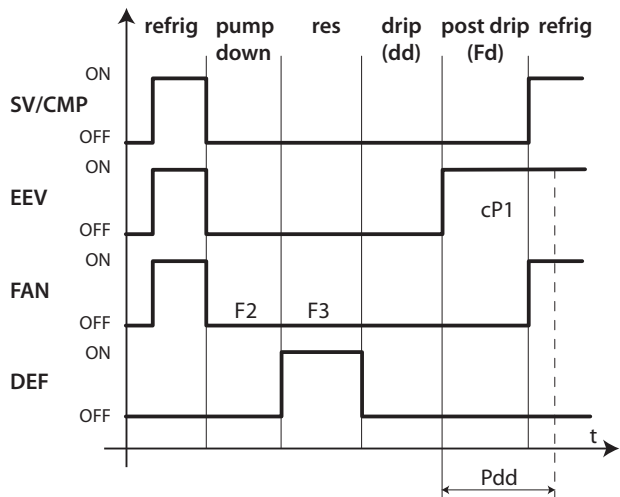 refrig pump down res drip (dd) post drip (Fd) refrig
ON
SV/CMP
OFF
ON
EEV
OFF
cP1
ON
FAN
OFF
F2 F3
ON
DEF
OFF
t
Pdd